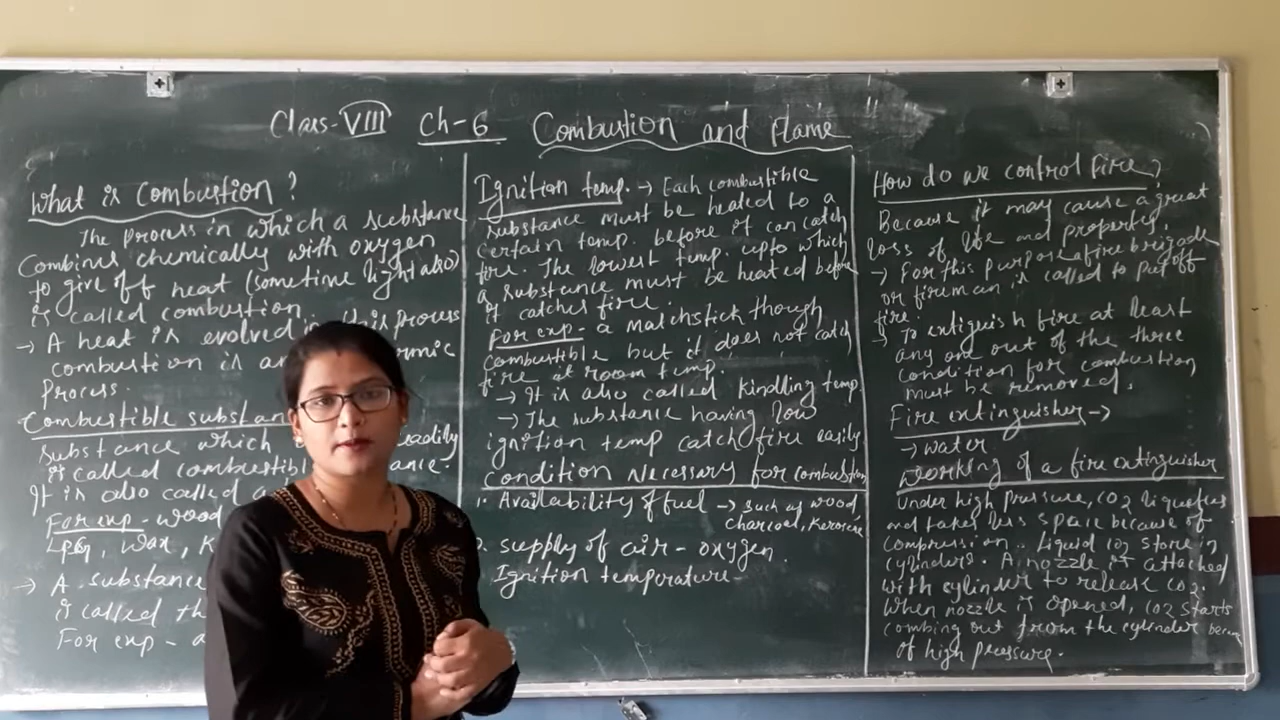 Class-VIII Ch-6 Combustion and Flame
What is Combustion?
The process in which a substance
Combines chemically with oxygen
to give off heat (sometime light also)
is called combustion.
→ A heat is evolved in this process
combustion is an
Process.
Combustible substan
substance which readily
is called combustible
It is also called a
For exp - wood
LPG, wax, K
→ A substance
is called th
For exp - a
Ignition temp. → Each combustible
substance must be heated to a
certain temp. before it can catch
fire. The lowest temp. upto which
a substance must be heated before
it catches fire.
For exp - a matchstick though
combustible but it does not catch
fire at room temp.
→ It is also called kindling temp
→ The substance having low
ignition temp catch fire easily
Condition Necessary for combustion
1. Availability of fuel → Such as wood,
Charcoal, Kerosene
supply of air - oxygen.
Ignition temperature -
How do we control fire?
Because it may cause a great
loss of life and property.
→ For this purpose a fire brigade
or fireman is called to put off
fire.
→ To extiguish fire at least
any one out of the three
condition for combustion
must be removed.
Fire extinguisher →
→ water
Working of a fire extinguisher
Under high pressure, CO2 liquefies
and takes less space because of
compression. Liquid CO2 store in
cylinders. A nozzle is attached
with cylinder to release CO2.
When nozzle is opened, CO2 starts
combing out from the cylinder
of high pressure.